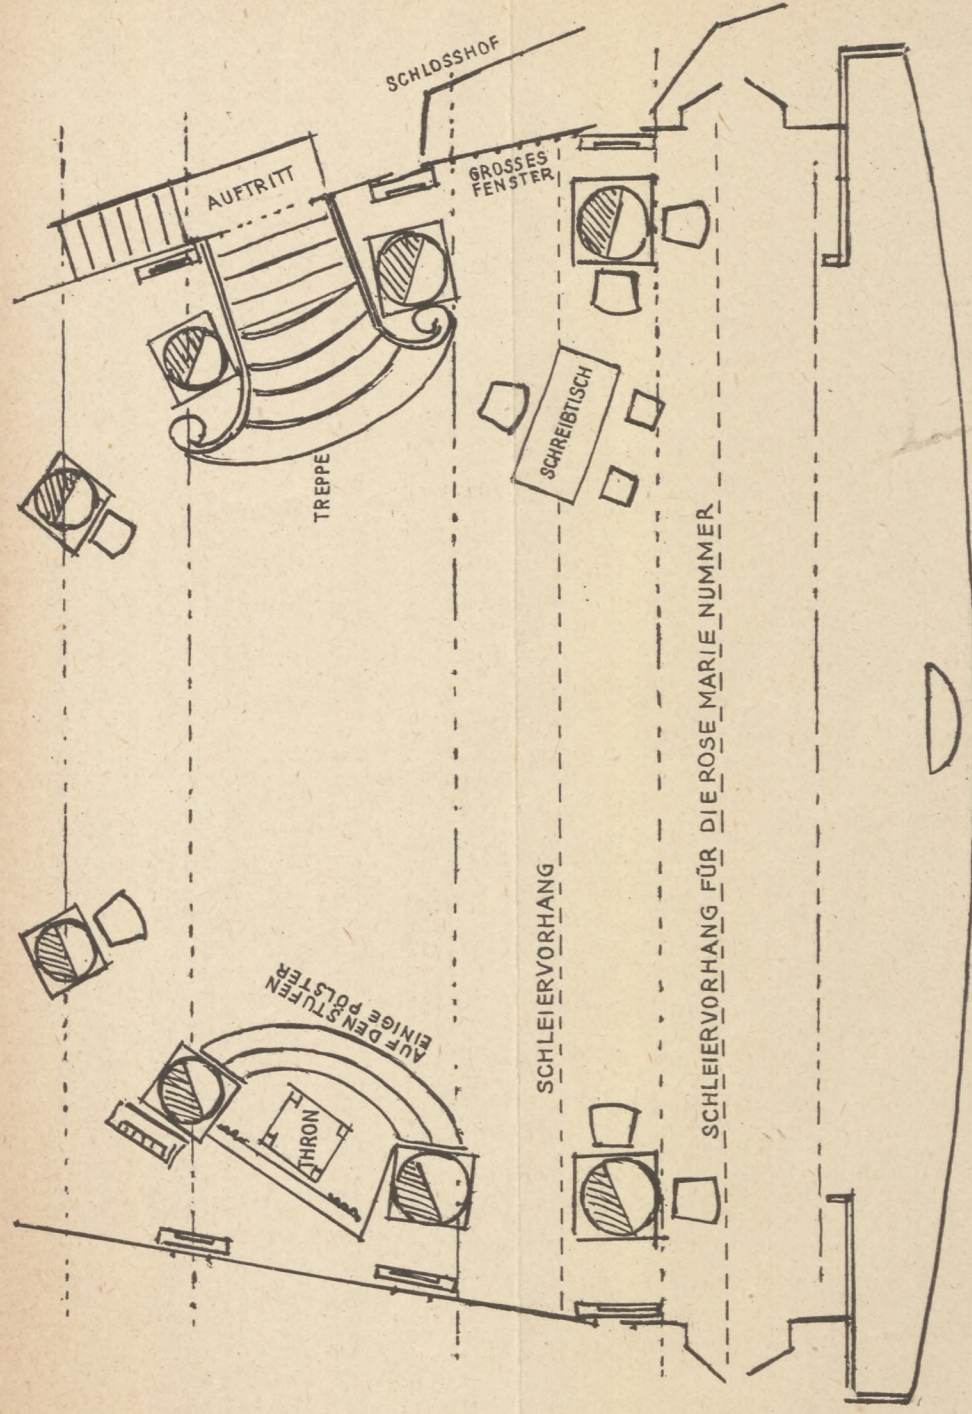 SCHLOSSHOF
AUFTRITT
GROSSES
FENSTER
SCHREIBTISCH
TREPPE
SCHLEIERVORHANG FÜR DIE ROSE MARIE NUMMER
SCHLEIERVORHANG
AUF DEN STUFEN
EINIGE PÖLSTER
THRON